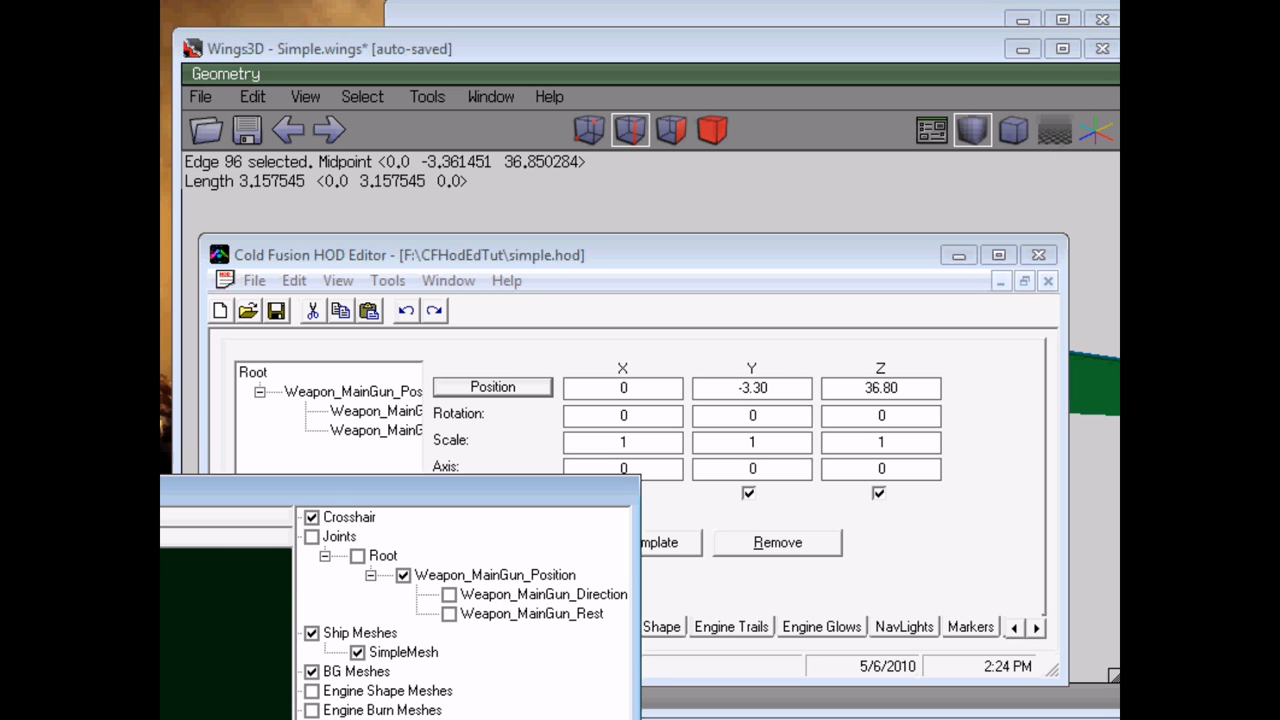 Wings3D - Simple.wings* [auto-saved]
Geometry
File Edit View Select Tools Window Help
Edge 96 selected. Midpoint <0.0 -3.361451 36.850284>
Length 3.157545 <0.0 3.157545 0.0>
Cold Fusion HOD Editor - [F:\CFHodEdTut\simple.hod]
File Edit View Tools Window Help
X Y Z
Root
Position 0 -3.30 36.80
Weapon_MainGun_Pos
Rotation: 0 0 0
Weapon_MainG
Weapon_MainG
Scale: 1 1 1
Axis: 0 0 0
Crosshair
Joints
mplate Remove
Root
Weapon_MainGun_Position
Weapon_MainGun_Direction
Weapon_MainGun_Rest
Shape Engine Trails Engine Glows NavLights Markers
Ship Meshes
SimpleMesh
5/6/2010 2:24 PM
BG Meshes
Engine Shape Meshes
Engine Burn Meshes